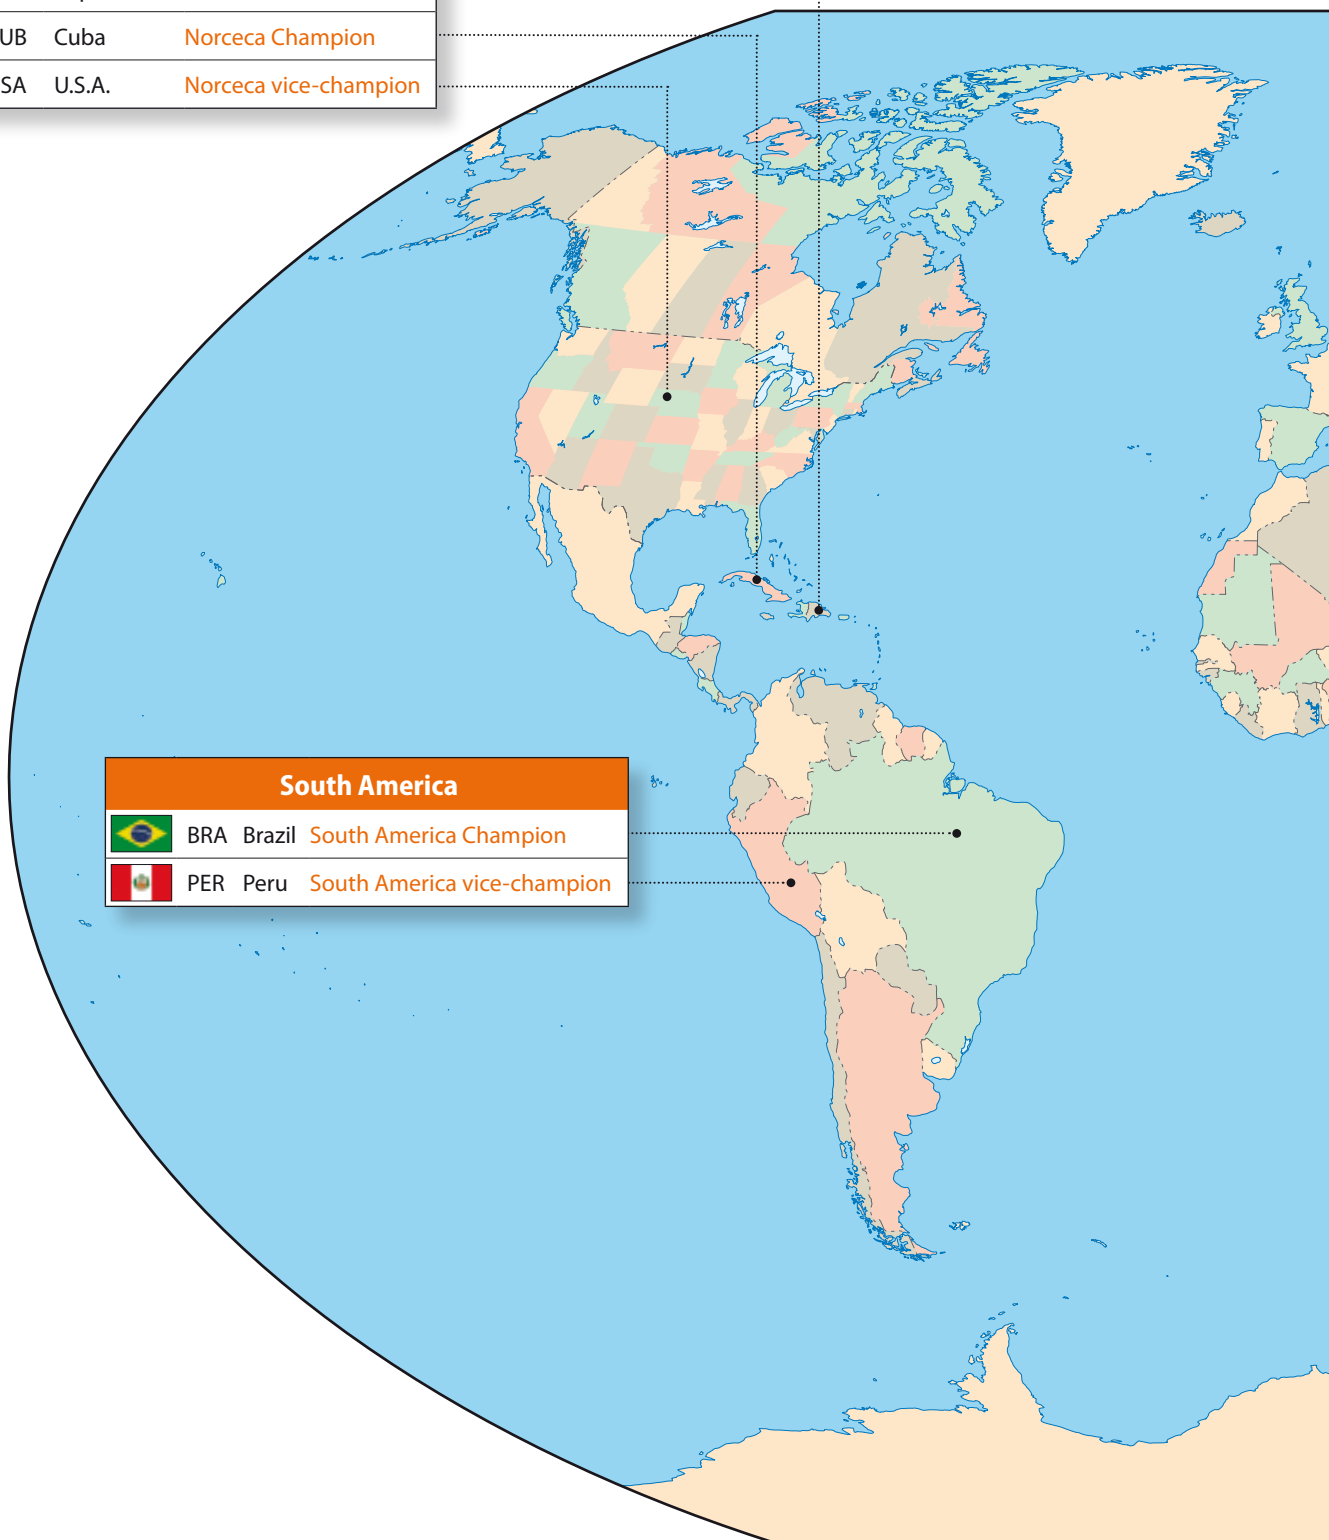 UB Cuba Norceca Champion
SA U.S.A. Norceca vice-champion
South America
BRA Brazil South America Champion
PER Peru South America vice-champion